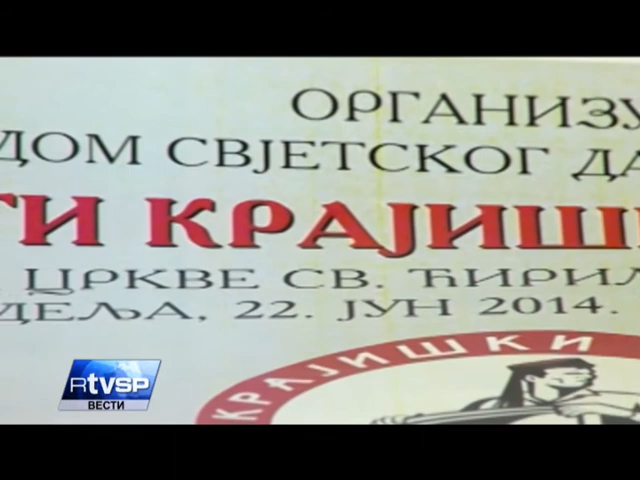 ОРГАНИЗУ
ДОМ СВЈЕТСКОГ ДА
ТИ КРАЈИШ
ЦРКВЕ СВ. ЋИРИЛ
ДЕЉА, 22. ЈУН 2014.
КРАЈИШКИ
RTVSP
ВЕСТИ